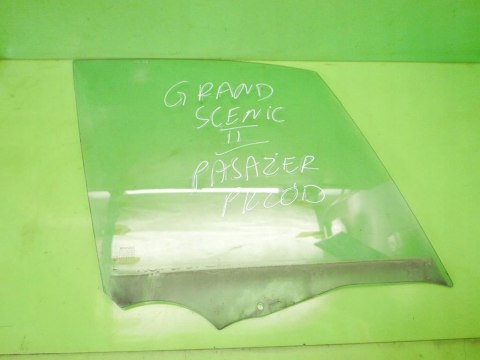 GRAND
SCENIC
II
PASAŻER
PRZÓD